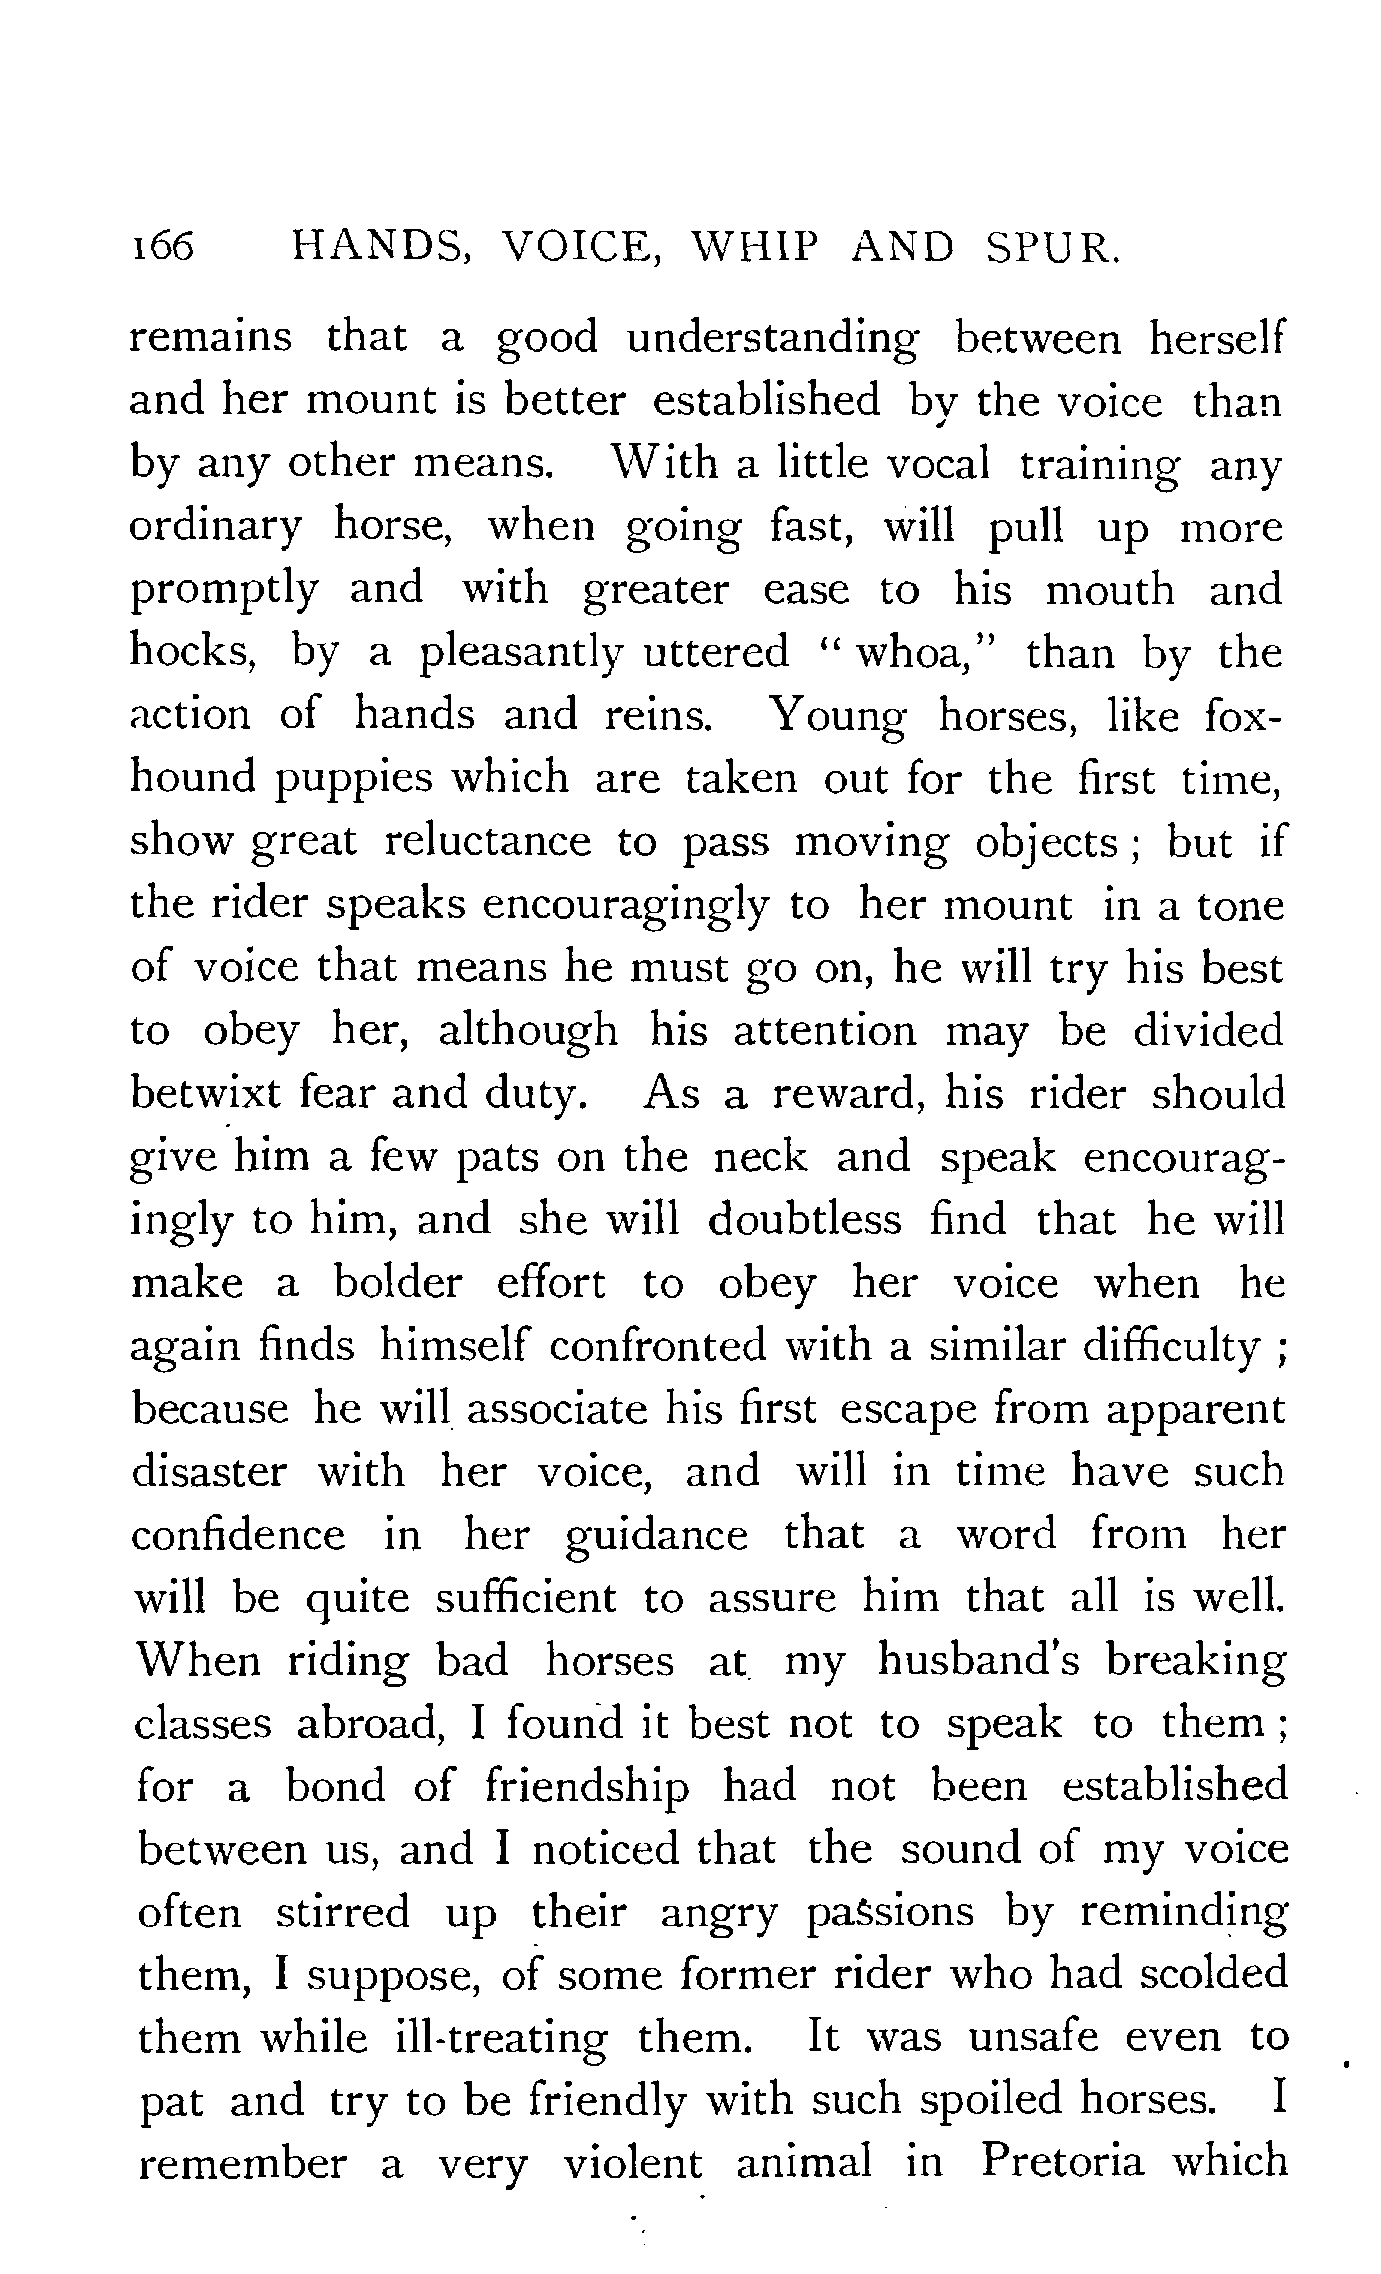 166 HANDS, VOICE, WHIP AND SPUR.
remains that a good understanding between herself
and her mount is better established by the voice than
by any other means. With a little vocal training any
ordinary horse, when going fast, will pull up more
promptly and with greater ease to his mouth and
hocks, by a pleasantly uttered “ whoa,” than by the
action of hands and reins. Young horses, like fox-
hound puppies which are taken out for the first time,
show great reluctance to pass moving objects ; but if
the rider speaks encouragingly to her mount in a tone
of voice that means he must go on, he will try his best
to obey her, although his attention may be divided
betwixt fear and duty. As a reward, his rider should
give him a few pats on the neck and speak encourag-
ingly to him, and she will doubtless find that he will
make a bolder effort to obey her voice when he
again finds himself confronted with a similar difficulty ;
because he will associate his first escape from apparent
disaster with her voice, and will in time have such
confidence in her guidance that a word from her
will be quite sufficient to assure him that all is well.
When riding bad horses at my husband's breaking
classes abroad, I found it best not to speak to them ;
for a bond of friendship had not been established
between us, and I noticed that the sound of my voice
often stirred up their angry passions by reminding
them, I suppose, of some former rider who had scolded
them while ill-treating them. It was unsafe even to
pat and try to be friendly with such spoiled horses. I
remember a very violent animal in Pretoria which